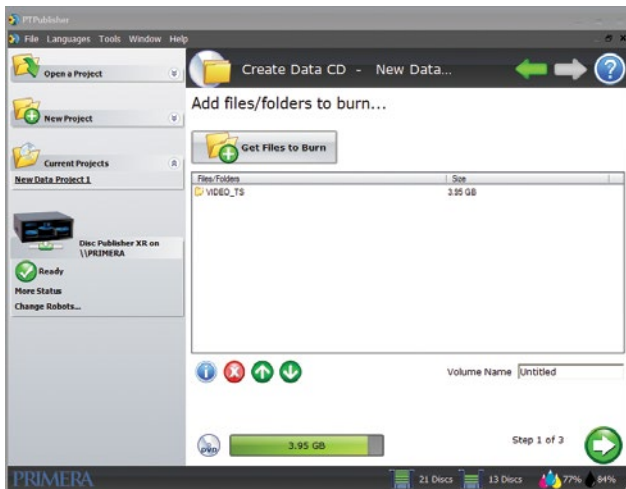 PTPublisher
File Languages Tools Window Help
Open a Project
Create Data CD - New Data...
Add files/folders to burn...
New Project
Get Files to Burn
Current Projects
New Data Project 1
Files/Folders Size
VIDEO_TS 3.95 GB
Disc Publisher XR on
\\PRIMERA
Ready
More Status
Change Robots...
Volume Name Untitled
DVD 3.95 GB Step 1 of 3
PRIMERA 21 Discs 13 Discs 77% 84%